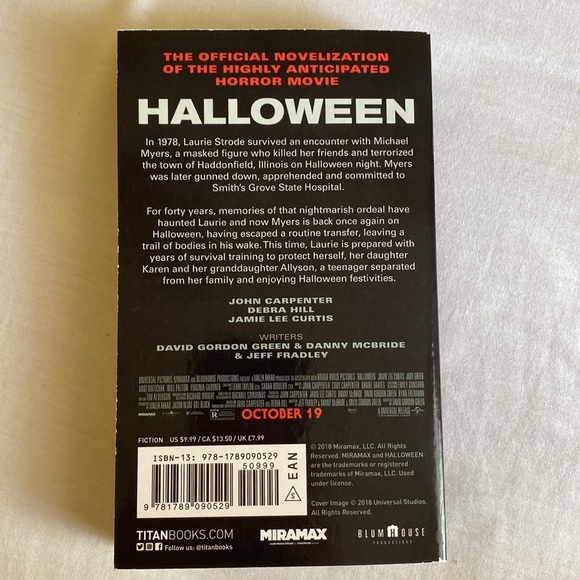 THE OFFICIAL NOVELIZATION
OF THE HIGHLY ANTICIPATED
HORROR MOVIE
HALLOWEEN
In 1978, Laurie Strode survived an encounter with Michael
Myers, a masked figure who killed her friends and terrorized
the town of Haddonfield, Illinois on Halloween night. Myers
was later gunned down, apprehended and committed to
Smith's Grove State Hospital.
For forty years, memories of that nightmarish ordeal have
haunted Laurie and now Myers is back once again on
Halloween, having escaped a routine transfer, leaving a
trail of bodies in his wake. This time, Laurie is prepared with
years of survival training to protect herself, her daughter
Karen and her granddaughter Allyson, a teenager separated
from her family and enjoying Halloween festivities.
JOHN CARPENTER
DEBRA HILL
JAMIE LEE CURTIS
WRITERS
DAVID GORDON GREEN & DANNY MCBRIDE
& JEFF FRADLEY
OCTOBER 19
FICTION US $9.99 / CA $13.50 / UK £7.99
ISBN-13: 978-1789090529
50999
EAN
S
9 781789 090529
© 2018 Miramax, LLC. All Rights
Reserved. MIRAMAX and HALLOWEEN
are the trademarks or registered
trademarks of Miramax, LLC. Used
under license.
Cover Image © 2018 Universal Studios.
All Rights Reserved.
TITANBOOKS.COM
Follow us: @titanbooks
MIRAMAX
BLUMHOUSE
PRODUCTIONS